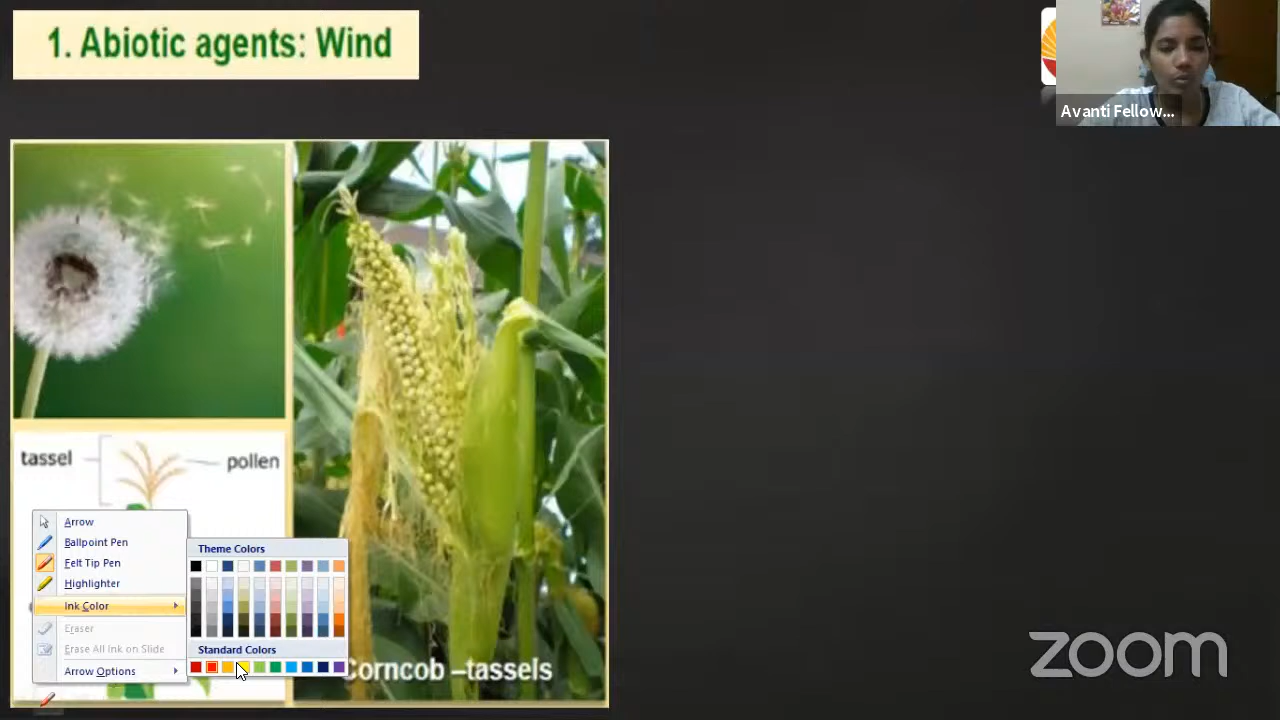 1. Abiotic agents: Wind
Avanti Fellow...
tassel
pollen
Arrow
Ballpoint Pen
Felt Tip Pen
Highlighter
Ink Color
Eraser
Erase All Ink on Slide
Arrow Options
Theme Colors
Standard Colors
Corncob –tassels
zoom